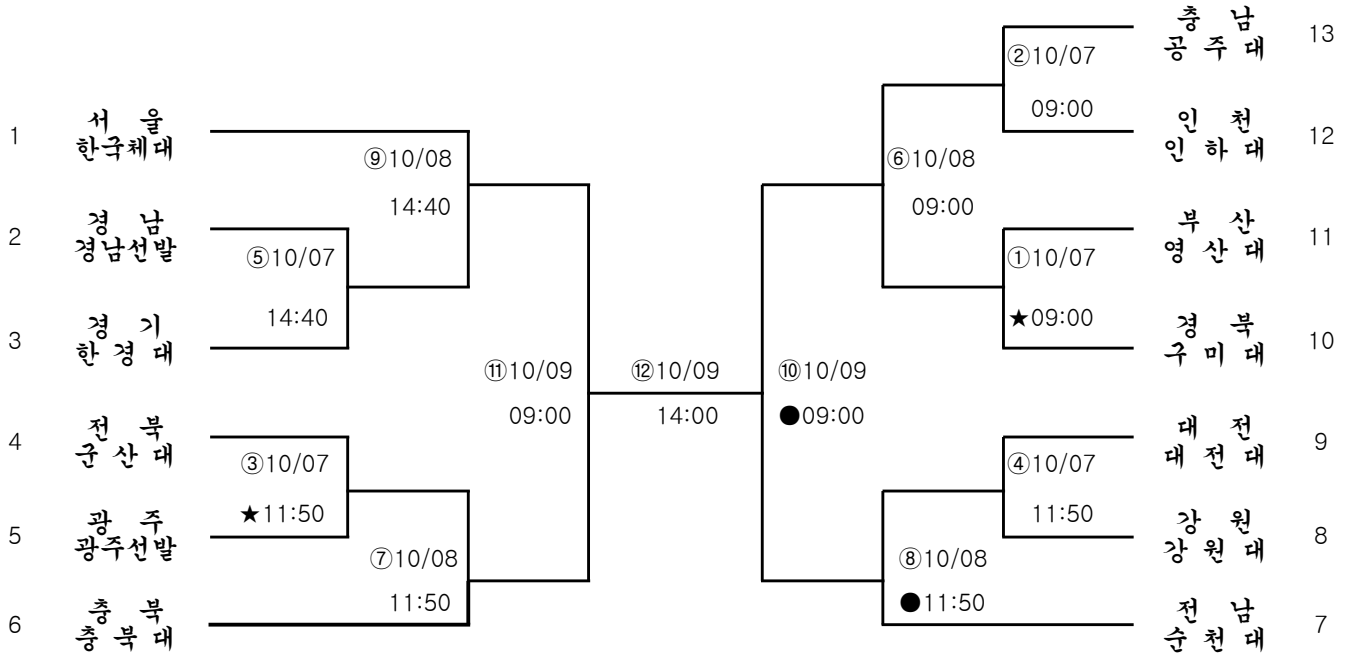 충 남
공 주 대
13
②10/07
09:00
인 천
인 하 대
12
1
서 울
한국체대
⑨10/08
14:40
⑥10/08
09:00
2
경 남
경남선발
⑤10/07
14:40
부 산
영 산 대
11
①10/07
★09:00
3
경 기
한 경 대
경 북
구 미 대
10
⑪10/09
09:00
⑫10/09
14:00
⑩10/09
●09:00
4
전 북
군 산 대
③10/07
★11:50
대 전
대 전 대
9
④10/07
11:50
5
광 주
광주선발
강 원
강 원 대
8
⑦10/08
11:50
⑧10/08
●11:50
6
충 북
충 북 대
전 남
순 천 대
7